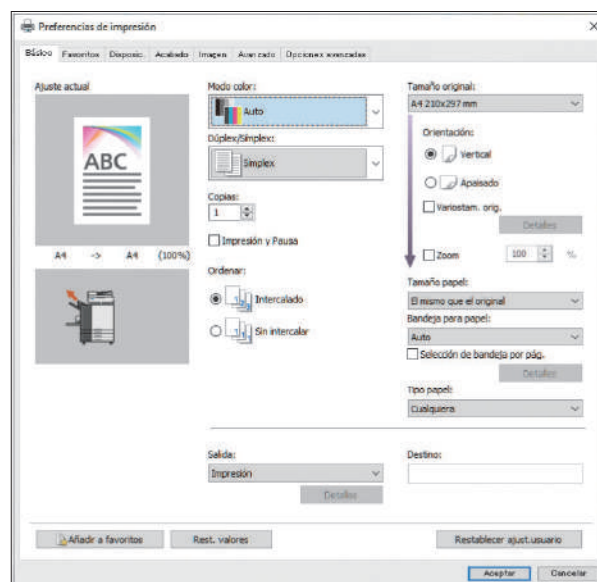 Preferencias de impresión
Básico Favoritos Disposic. Acabado Imagen Avanzado Opciones avanzadas
Ajuste actual
ABC
A4 -> A4 (100%)
Modo color:
Auto
Dúplex/Símplex:
Símplex
Copias:
1
Impresión y Pausa
Ordenar:
Intercalado
Sin intercalar
Tamaño original:
A4 210x297 mm
Orientación:
Vertical
Apaisado
Variostam. orig.
Detalles
Zoom 100 %
Tamaño papel:
El mismo que el original
Bandeja para papel:
Auto
Selección de bandeja por pág.
Detalles
Tipo papel:
Cualquiera
Salida:
Impresión
Detalles
Destino:
Añadir a favoritos Rest. valores Restablecer ajust.usuario
Aceptar Cancelar